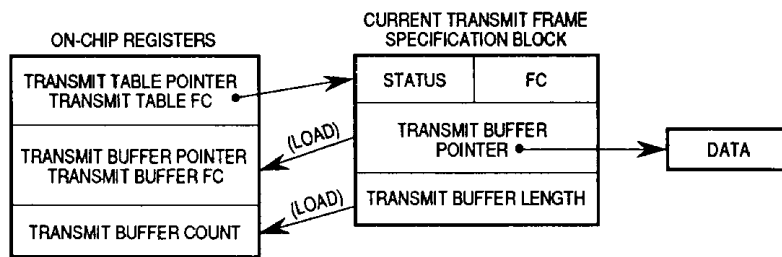 ON-CHIP REGISTERS
TRANSMIT TABLE POINTER
TRANSMIT TABLE FC
TRANSMIT BUFFER POINTER
TRANSMIT BUFFER FC
TRANSMIT BUFFER COUNT
(LOAD)
(LOAD)
CURRENT TRANSMIT FRAME
SPECIFICATION BLOCK
STATUS FC
TRANSMIT BUFFER
POINTER
TRANSMIT BUFFER LENGTH
DATA